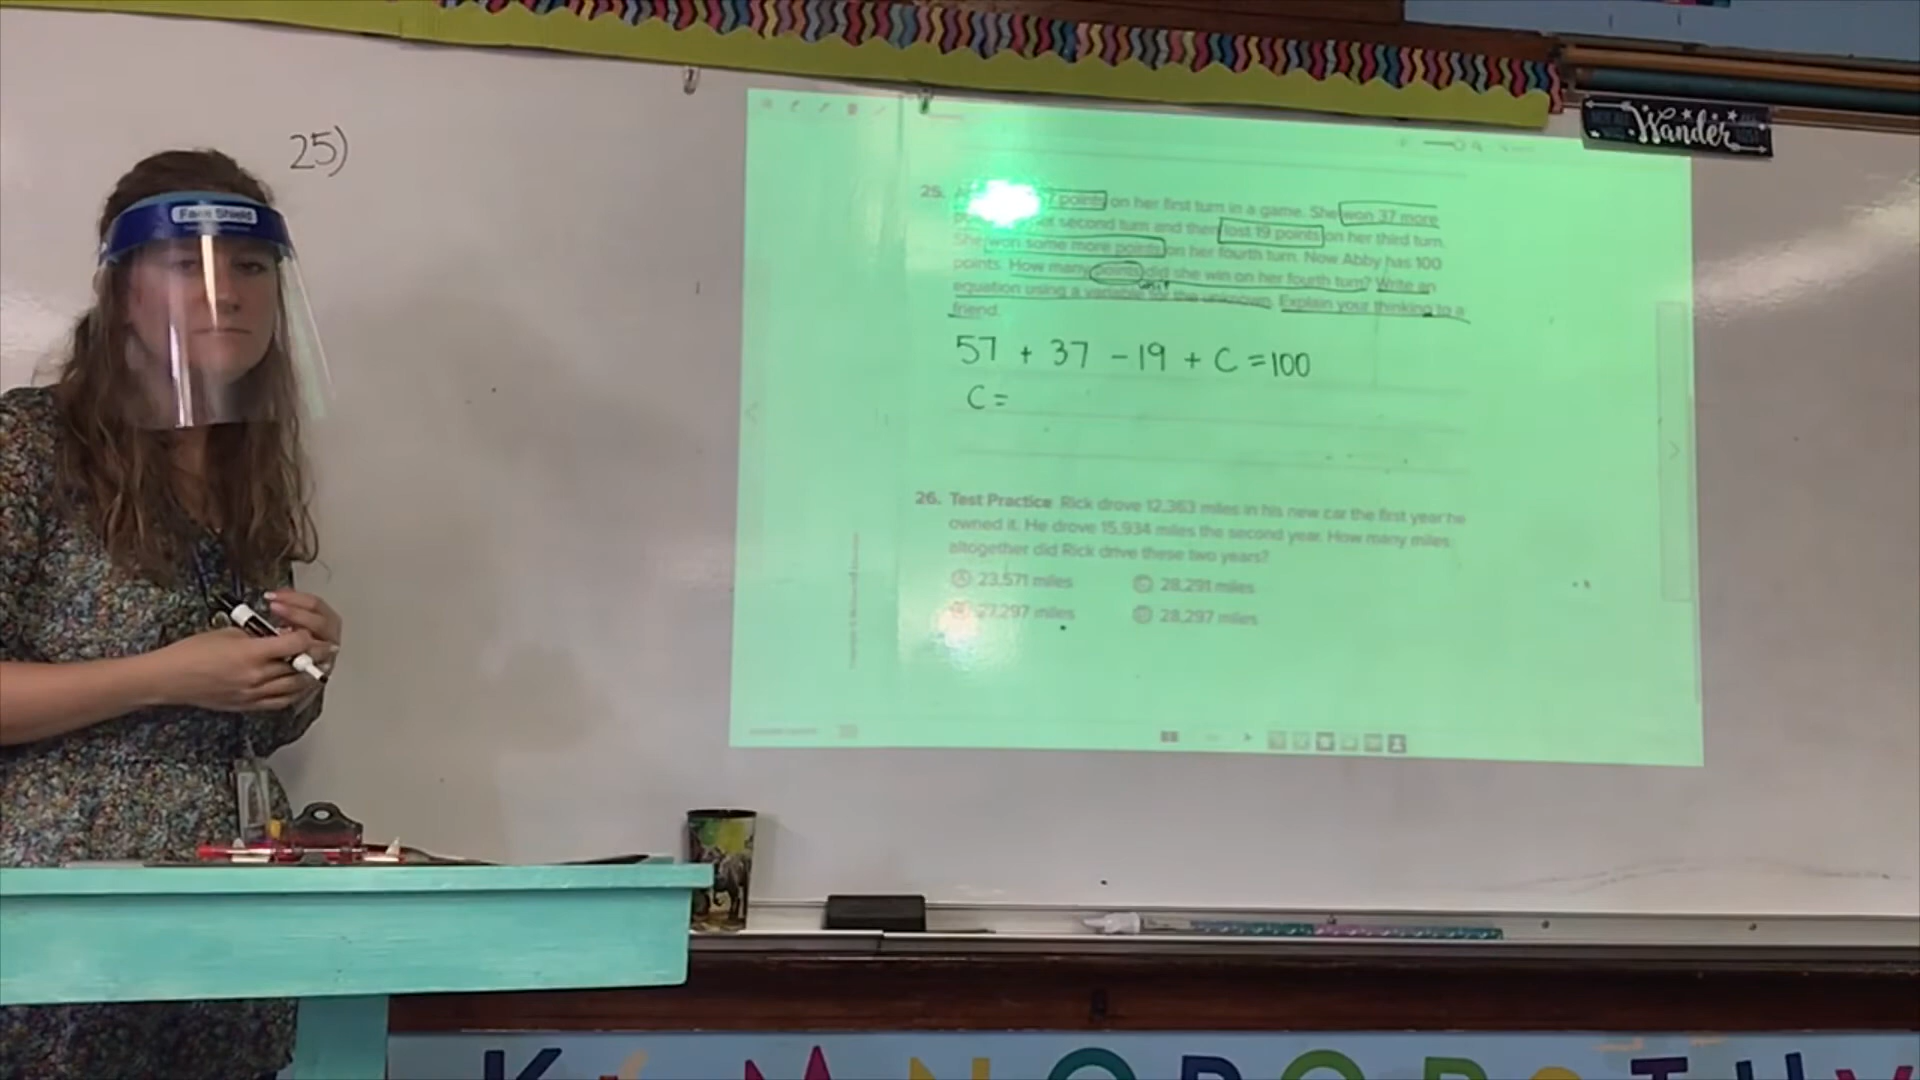 Wander
25)
Face Shield
25. 7 points on her first turn in a game. She won 37 more
second turn and then lost 19 points on her third turn.
She won some more points on her fourth turn. Now Abby has 100
points. How many points did she win on her fourth turn? Write an
equation using a variable for the unknown. Explain your thinking to a
friend.
57 + 37 - 19 + C = 100
C =
26. Test Practice Rick drove 12,363 miles in his new car the first year he
owned it. He drove 15,934 miles the second year. How many miles
altogether did Rick drive these two years?
A 23,571 miles C 28,291 miles
B 27,297 miles D 28,297 miles
K M N O P Q R S T U V